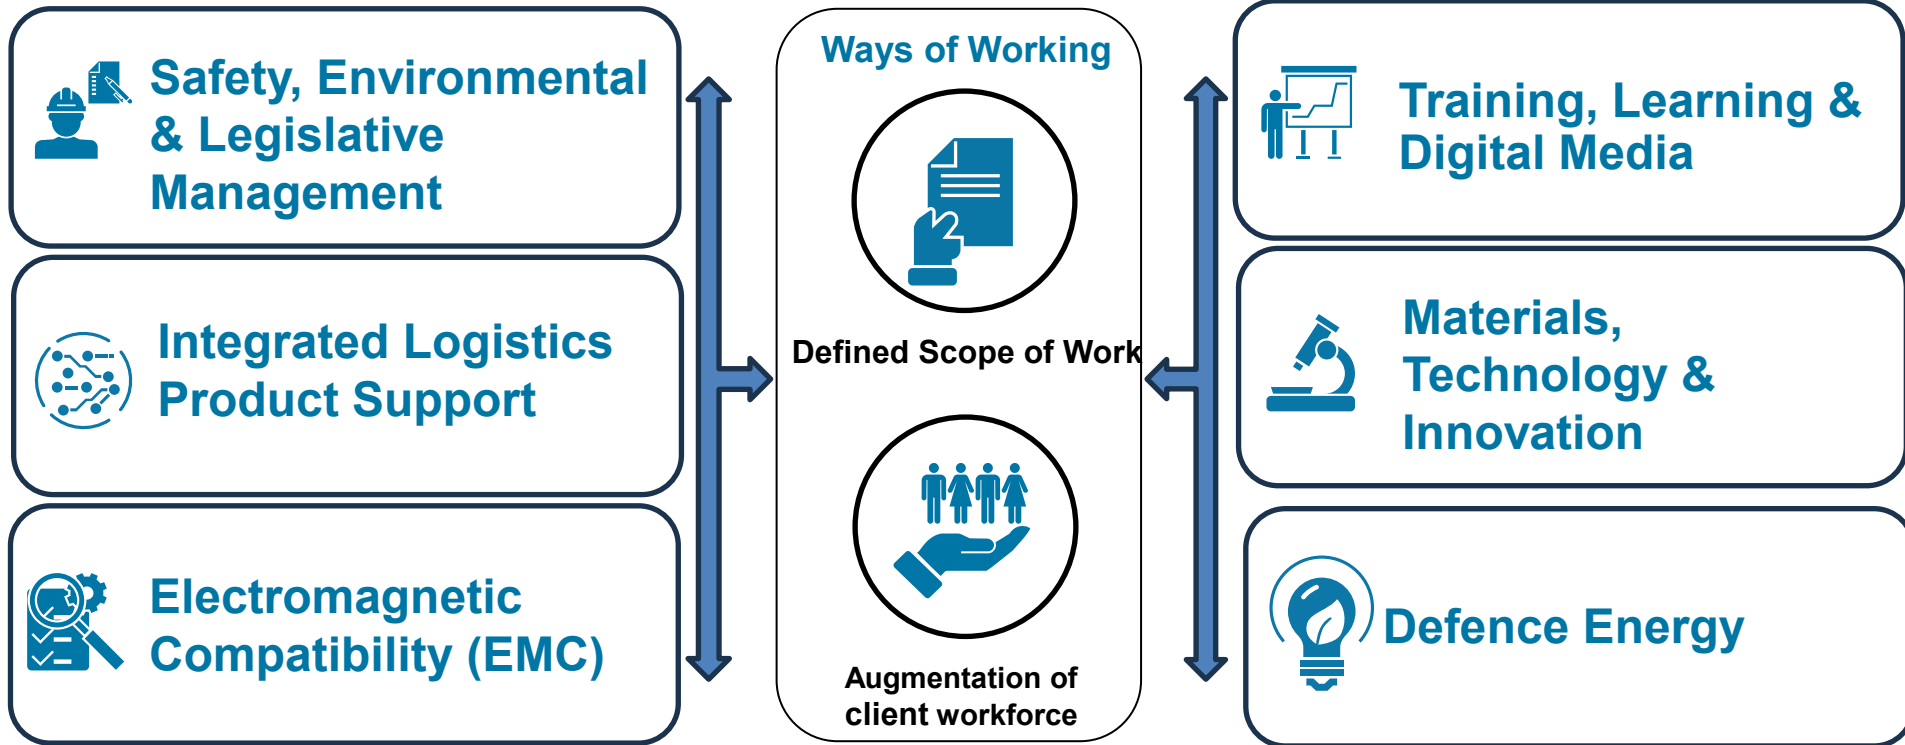 Safety, Environmental
& Legislative
Management
Integrated Logistics
Product Support
Electromagnetic
Compatibility (EMC)
Ways of Working
Defined Scope of Work
Augmentation of
client workforce
Training, Learning &
Digital Media
Materials,
Technology &
Innovation
Defence Energy